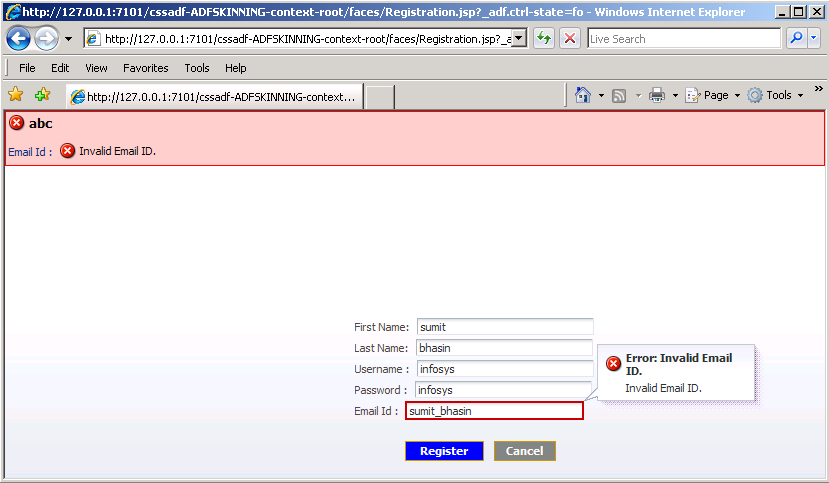 http://127.0.0.1:7101/cssadf-ADFSKINNING-context-root/faces/Registration.jsp?_adf.ctrl-state=fo - Windows Internet Explorer
http://127.0.0.1:7101/cssadf-ADFSKINNING-context-root/faces/Registration.jsp?_a
Live Search
File Edit View Favorites Tools Help
http://127.0.0.1:7101/cssadf-ADFSKINNING-context...
Page Tools »
abc
Email Id : Invalid Email ID.
First Name: sumit
Last Name: bhasin
Username : infosys
Password : infosys
Email Id : sumit_bhasin
Error: Invalid Email
ID.
Invalid Email ID.
Register Cancel